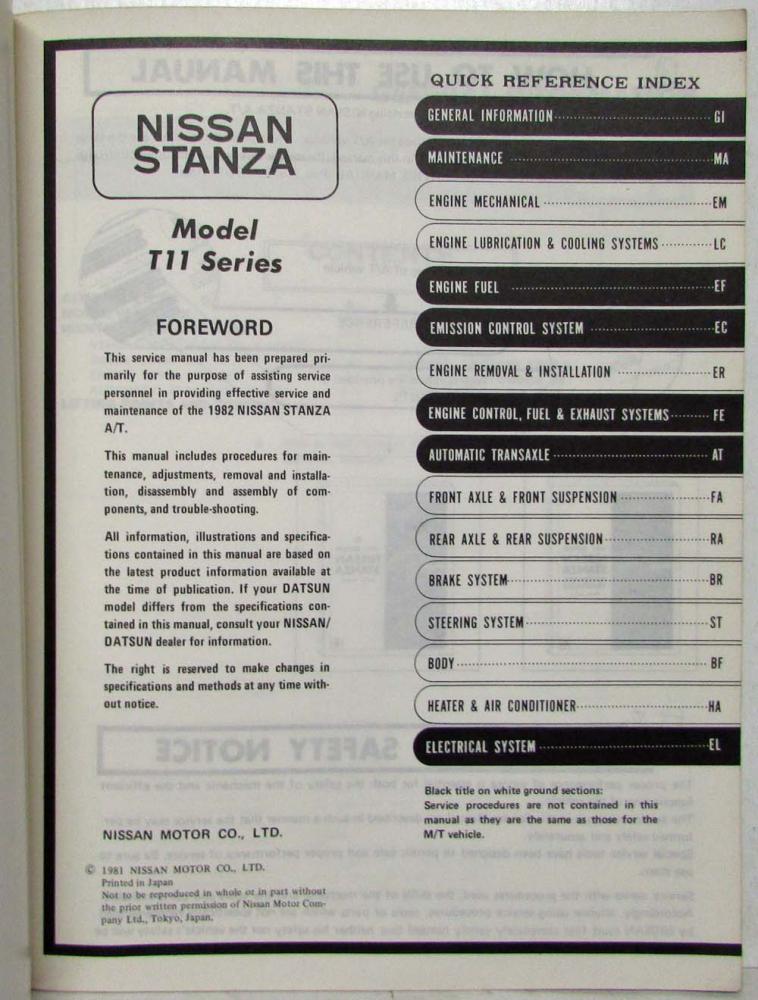 NISSAN
STANZA
Model
T11 Series
FOREWORD
This service manual has been prepared pri-
marily for the purpose of assisting service
personnel in providing effective service and
maintenance of the 1982 NISSAN STANZA
A/T.
This manual includes procedures for main-
tenance, adjustments, removal and installa-
tion, disassembly and assembly of com-
ponents, and trouble-shooting.
All information, illustrations and specifica-
tions contained in this manual are based on
the latest product information available at
the time of publication. If your DATSUN
model differs from the specifications con-
tained in this manual, consult your NISSAN/
DATSUN dealer for information.
The right is reserved to make changes in
specifications and methods at any time with-
out notice.
NISSAN MOTOR CO., LTD.
© 1981 NISSAN MOTOR CO., LTD.
Printed in Japan
Not to be reproduced in whole or in part without
the prior written permission of Nissan Motor Com-
pany Ltd., Tokyo, Japan.
QUICK REFERENCE INDEX
GENERAL INFORMATION GI
MAINTENANCE MA
ENGINE MECHANICAL EM
ENGINE LUBRICATION & COOLING SYSTEMS LC
ENGINE FUEL EF
EMISSION CONTROL SYSTEM EC
ENGINE REMOVAL & INSTALLATION ER
ENGINE CONTROL, FUEL & EXHAUST SYSTEMS FE
AUTOMATIC TRANSAXLE AT
FRONT AXLE & FRONT SUSPENSION FA
REAR AXLE & REAR SUSPENSION RA
BRAKE SYSTEM BR
STEERING SYSTEM ST
BODY BF
HEATER & AIR CONDITIONER HA
ELECTRICAL SYSTEM EL
Black title on white ground sections:
Service procedures are not contained in this
manual as they are the same as those for the
M/T vehicle.